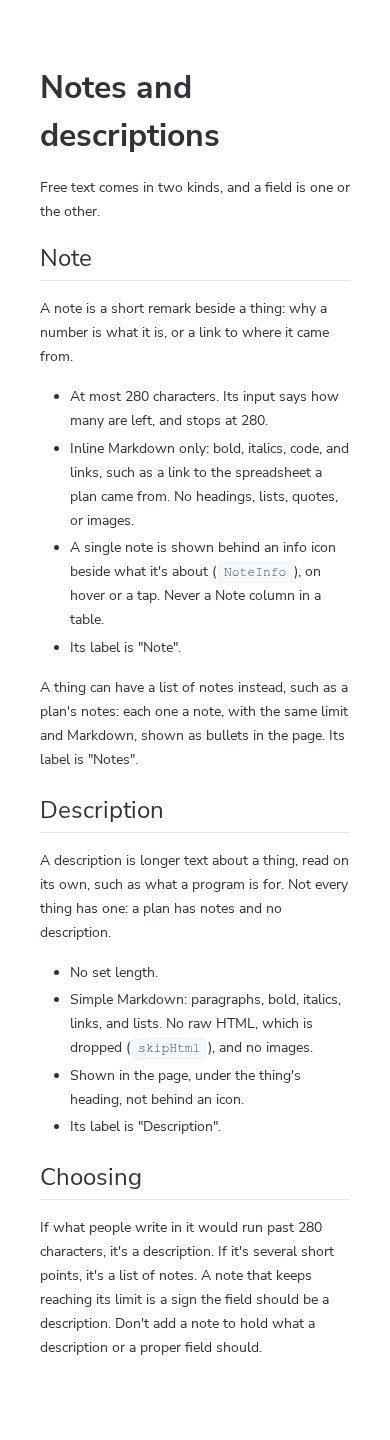 Notes and
descriptions
Free text comes in two kinds, and a field is one or
the other.
Note
A note is a short remark beside a thing: why a
number is what it is, or a link to where it came
from.
• At most 280 characters. Its input says how
many are left, and stops at 280.
• Inline Markdown only: bold, italics, code, and
links, such as a link to the spreadsheet a
plan came from. No headings, lists, quotes,
or images.
• A single note is shown behind an info icon
beside what it's about (NoteInfo), on
hover or a tap. Never a Note column in a
table.
• Its label is "Note".
A thing can have a list of notes instead, such as a
plan's notes: each one a note, with the same limit
and Markdown, shown as bullets in the page. Its
label is "Notes".
Description
A description is longer text about a thing, read on
its own, such as what a program is for. Not every
thing has one: a plan has notes and no
description.
• No set length.
• Simple Markdown: paragraphs, bold, italics,
links, and lists. No raw HTML, which is
dropped (skipHtml), and no images.
• Shown in the page, under the thing's
heading, not behind an icon.
• Its label is "Description".
Choosing
If what people write in it would run past 280
characters, it's a description. If it's several short
points, it's a list of notes. A note that keeps
reaching its limit is a sign the field should be a
description. Don't add a note to hold what a
description or a proper field should.